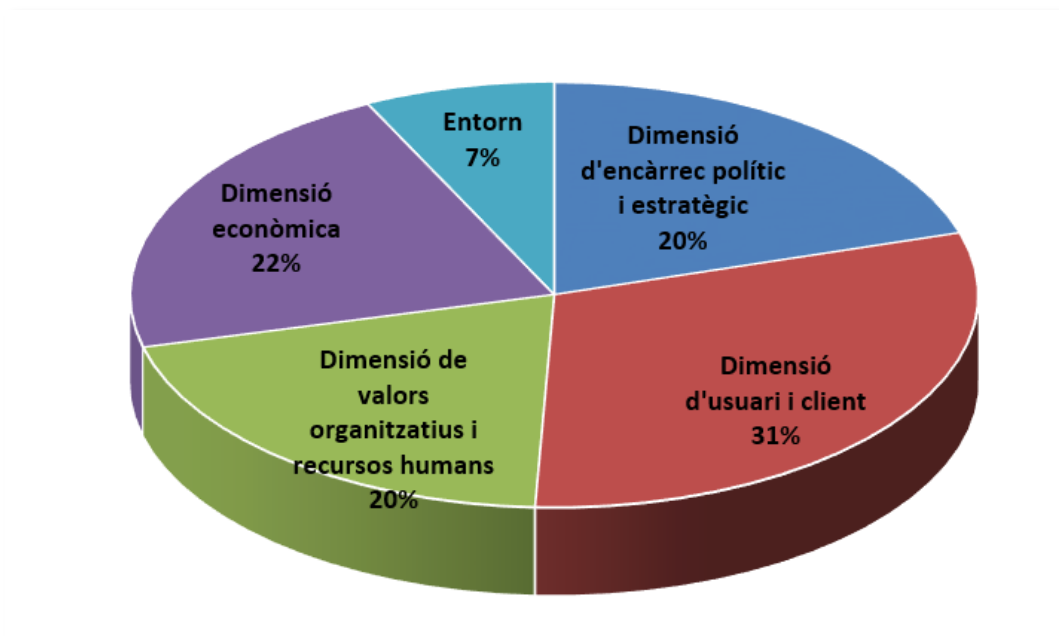 Entorn
7%
Dimensió
d'encàrrec polític
i estratègic
20%
Dimensió
econòmica
22%
Dimensió
d'usuari i client
31%
Dimensió de
valors
organitzatius i
recursos humans
20%